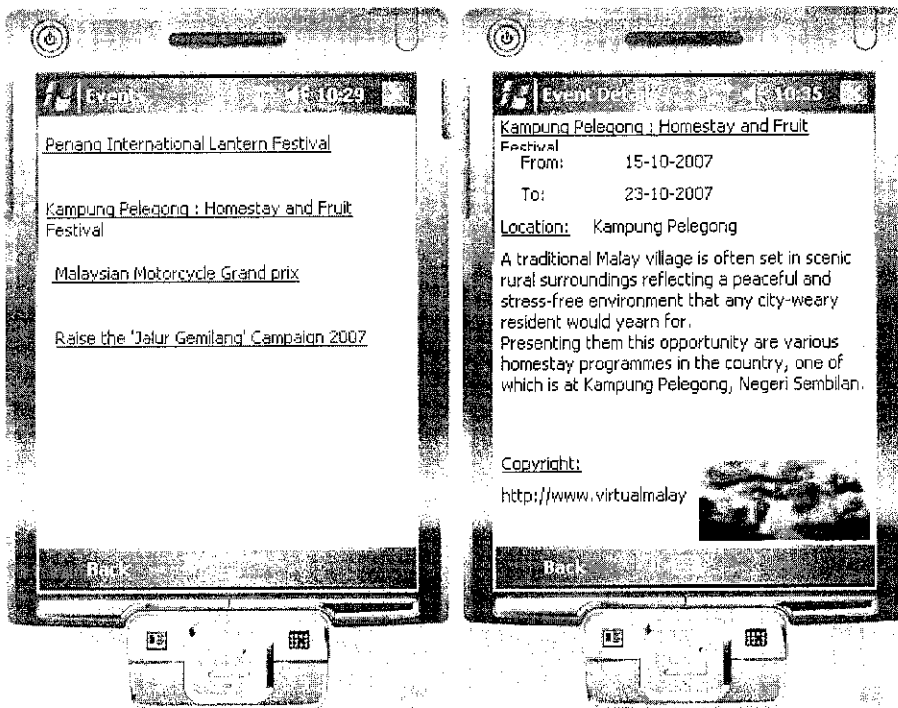 Events
10:29
Penang International Lantern Festival
Kampung Pelegong : Homestay and Fruit
Festival
Malaysian Motorcycle Grand prix
Raise the 'Jalur Gemilang' Campaign 2007
Back
Event Detail
10:35
Kampung Pelegong : Homestay and Fruit
Festival
From: 15-10-2007
To: 23-10-2007
Location: Kampung Pelegong
A traditional Malay village is often set in scenic
rural surroundings reflecting a peaceful and
stress-free environment that any city-weary
resident would yearn for.
Presenting them this opportunity are various
homestay programmes in the country, one of
which is at Kampung Pelegong, Negeri Sembilan.
Copyright:
http://www.virtualmalay
Back